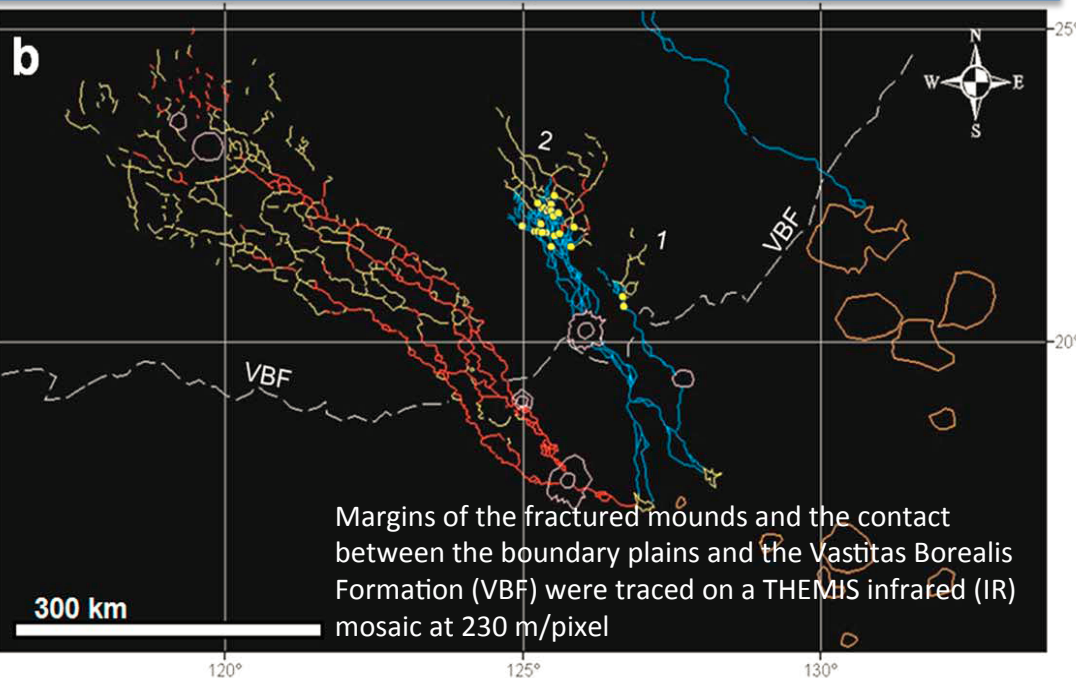 b
25°
N
W E
S
2
1
VBF
20°
VBF
Margins of the fractured mounds and the contact
between the boundary plains and the Vastitas Borealis
Formation (VBF) were traced on a THEMIS infrared (IR)
mosaic at 230 m/pixel
300 km
120° 125° 130°